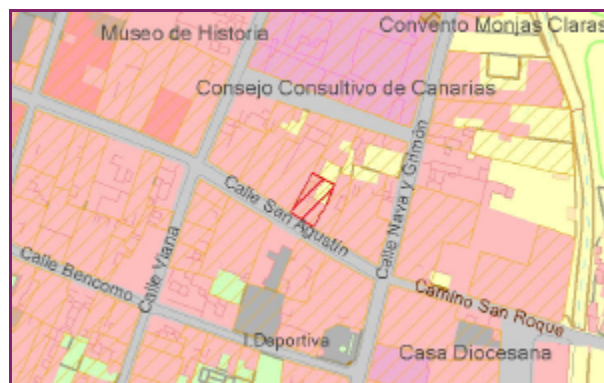 Convento Monjas Claras
Museo de Historia
Consejo Consultivo de Canarias
Calle San Agustín
Calle Nava y Grimón
Calle Viana
Calle Bencomo
Camino San Roque
I.Deportiva
Casa Diocesana